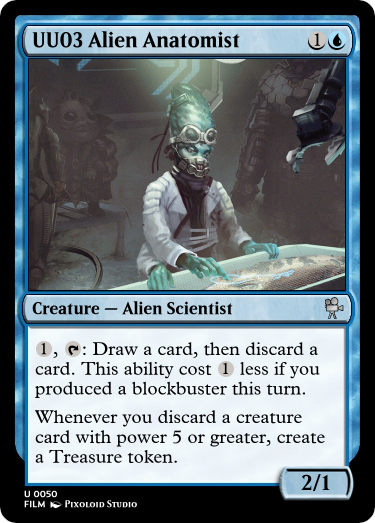 UU03 Alien Anatomist 1
Creature — Alien Scientist
1, : Draw a card, then discard a
card. This ability cost 1 less if you
produced a blockbuster this turn.
Whenever you discard a creature
card with power 5 or greater, create
a Treasure token.
2/1
U 0050
FILM Pixoloid Studio